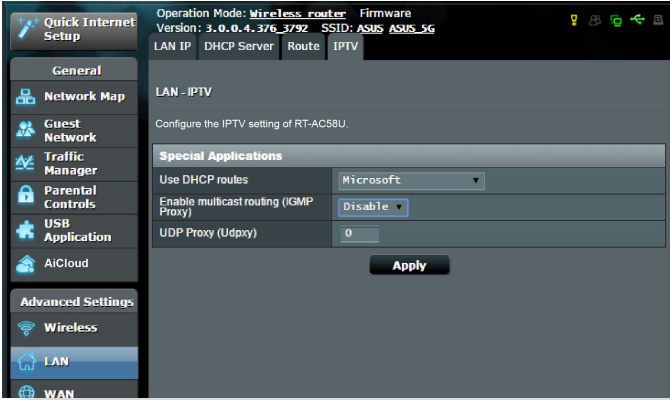 Quick Internet
Setup
Operation Mode: Wireless router Firmware
Version: 3.0.0.4.376_3792 SSID: ASUS ASUS_5G
LAN IP DHCP Server Route IPTV
General
Network Map
Guest
Network
Traffic
Manager
Parental
Controls
USB
Application
AiCloud
Advanced Settings
Wireless
LAN
WAN
LAN - IPTV
Configure the IPTV setting of RT-AC58U.
Special Applications
Use DHCP routes Microsoft
Enable multicast routing (IGMP
Proxy) Disable
UDP Proxy (Udpxy) 0
Apply